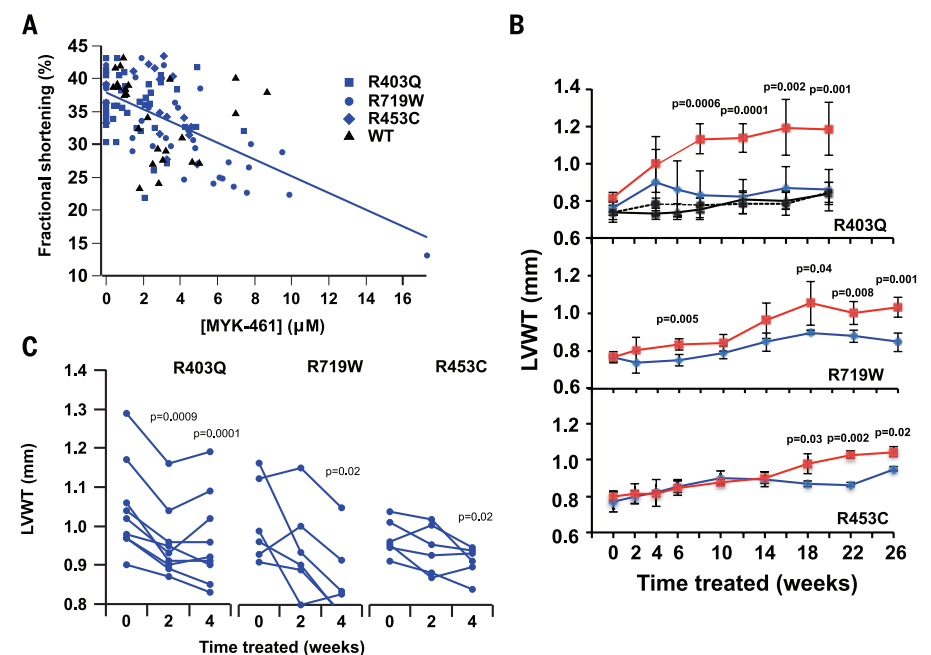 A
45
40
35
30
25
20
15
10
Fractional shortening (%)
0 2 4 6 8 10 12 14 16
[MYK-461] (μM)
R403Q
R719W
R453C
WT
B
LVWT (mm)
1.4
1.2
1.0
0.8
0.6
p=0.0006
p=0.0001
p=0.002
p=0.001
R403Q
1.2
1.0
0.8
0.6
p=0.005
p=0.04
p=0.008
p=0.001
R719W
1.2
1.0
0.8
0.6
p=0.03
p=0.002
p=0.02
R453C
0 2 4 6 10 14 18 22 26
Time treated (weeks)
C
R403Q R719W R453C
1.4
1.3
1.2
1.1
1.0
0.9
0.8
LVWT (mm)
p=0.0009
p=0.0001
p=0.02
p=0.02
0 2 4 0 2 4 0 2 4
Time treated (weeks)